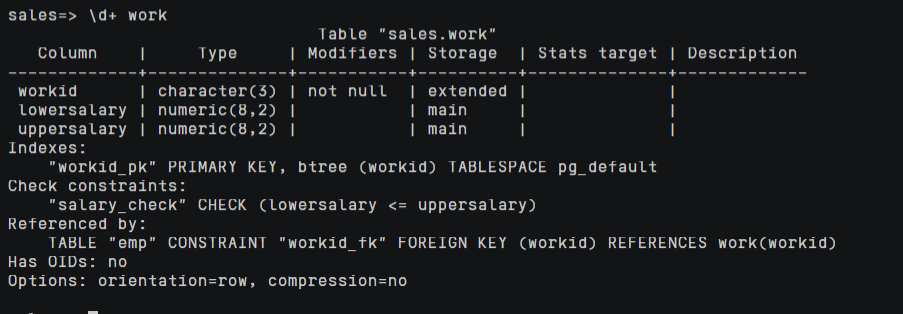 sales=> \d+ work
                               Table "sales.work"
   Column    |     Type     | Modifiers | Storage  | Stats target | Description
-------------+--------------+-----------+----------+--------------+-------------
 workid      | character(3) | not null  | extended |              |
 lowersalary | numeric(8,2) |           | main     |              |
 uppersalary | numeric(8,2) |           | main     |              |
Indexes:
    "workid_pk" PRIMARY KEY, btree (workid) TABLESPACE pg_default
Check constraints:
    "salary_check" CHECK (lowersalary <= uppersalary)
Referenced by:
    TABLE "emp" CONSTRAINT "workid_fk" FOREIGN KEY (workid) REFERENCES work(workid)
Has OIDs: no
Options: orientation=row, compression=no